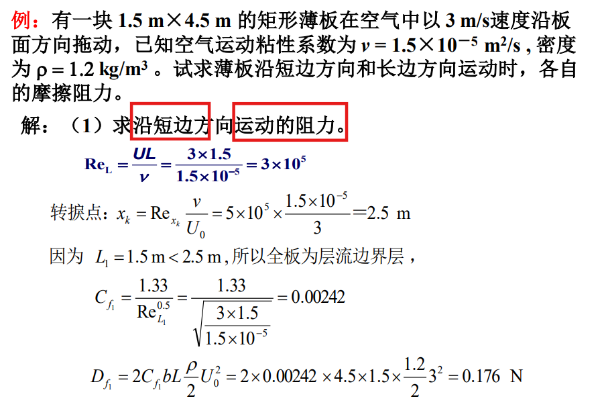 例：有一块 1.5 m×4.5 m 的矩形薄板在空气中以 3 m/s速度沿板
面方向拖动，已知空气运动粘性系数为 ν = 1.5×10⁻⁵ m²/s , 密度
为 ρ = 1.2 kg/m³ 。试求薄板沿短边方向和长边方向运动时，各自
的摩擦阻力。
解：（1）求沿短边方向运动的阻力。
Re_L = UL/ν = 3×1.5/1.5×10⁻⁵ = 3×10⁵
转捩点: x_k = Re_{x_k} ν/U₀ = 5×10⁵ × 1.5×10⁻⁵/3 = 2.5 m
因为 L₁ = 1.5 m < 2.5 m , 所以全板为层流边界层，
C_{f₁} = 1.33/Re_{L₁}^{0.5} = 1.33/√(3×1.5/1.5×10⁻⁵) = 0.00242
D_{f₁} = 2C_{f₁}bL ρ/2 U₀² = 2×0.00242×4.5×1.5×1.2/2 3² = 0.176 N